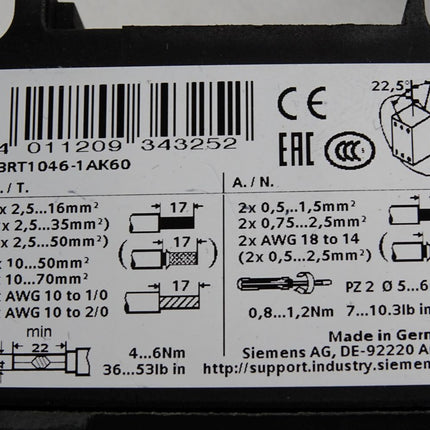 22,5°
4 011209 343252
3RT1046-1AK60
CE
EAC
CCC
. / T.
A. / N.
x 2,5...16mm²
x 2,5...35mm²)
x 2,5...50mm²)
x 10...50mm²
x 10...70mm²
x AWG 10 to 1/0
x AWG 10 to 2/0
17
17
17
2x 0,5...1,5mm²
2x 0,75...2,5mm²
2x AWG 18 to 14
(2x 0,5...2,5mm²)
PZ 2 Ø 5...6
0,8...1,2Nm 7...10.3lb in
min
22
4...6Nm
36...53lb in
Made in Germ
Siemens AG, DE-92220 A
http://support.industry.siemen